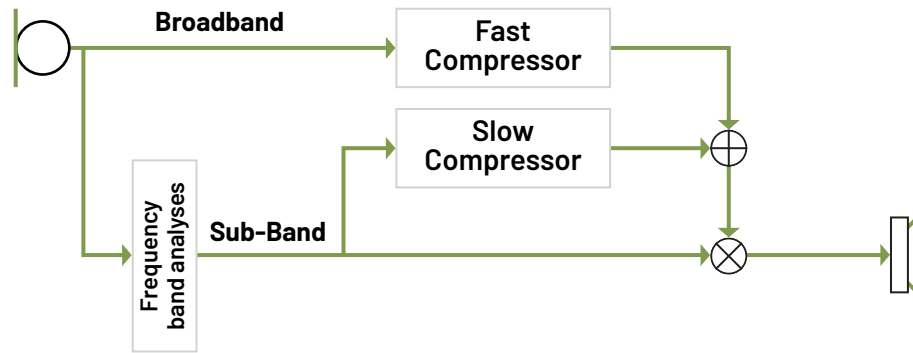 Broadband
Fast
Compressor
Slow
Compressor
Frequency
band analyses
Sub-Band